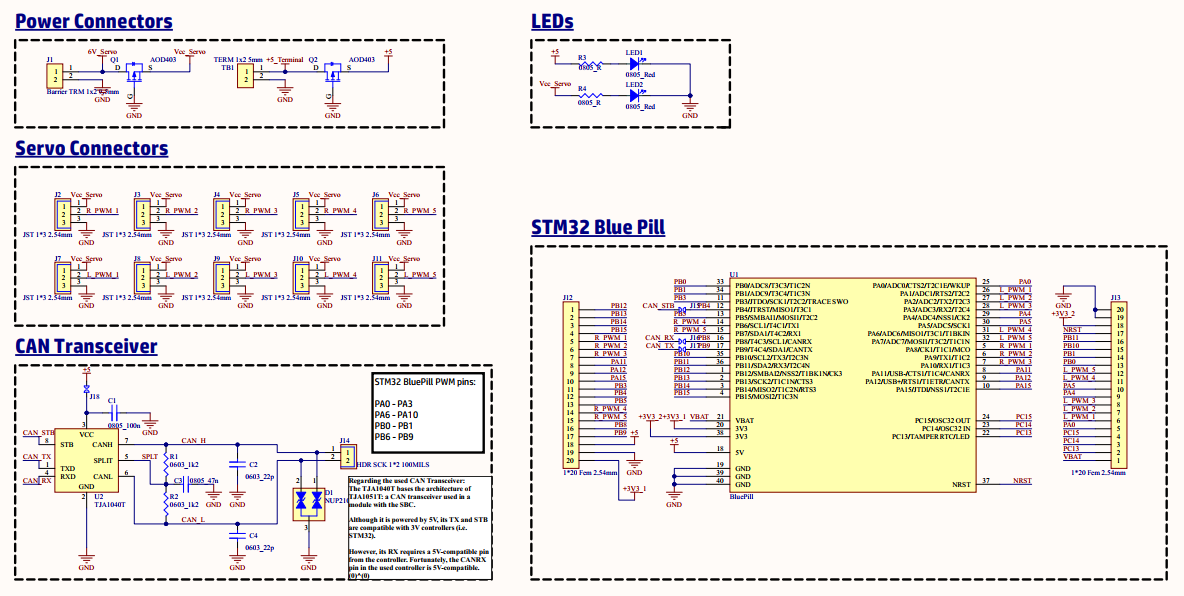 Power Connectors
J1
6V_Servo
Q1
AOD403
Vcc_Servo
1
2
1
2
D
S
G
Barrier TRM 1x2 9.5mm
GND
GND
TERM 1x2 5mm
TB1
+5_Terminal
Q2
AOD403
+5
1
2
1
2
D
S
G
GND
GND
LEDs
+5
R3
0805_R
LED1
0805_Red
Vcc_Servo
R4
0805_R
LED2
0805_Red
GND
Servo Connectors
J2 Vcc_Servo
1 2 3
R_PWM_1
JST 1*3 2.54mm
GND
J3 Vcc_Servo
1 2 3
R_PWM_2
JST 1*3 2.54mm
GND
J4 Vcc_Servo
1 2 3
R_PWM_3
JST 1*3 2.54mm
GND
J5 Vcc_Servo
1 2 3
R_PWM_4
JST 1*3 2.54mm
GND
J6 Vcc_Servo
1 2 3
R_PWM_5
JST 1*3 2.54mm
GND
J7 Vcc_Servo
1 2 3
L_PWM_1
JST 1*3 2.54mm
GND
J8 Vcc_Servo
1 2 3
L_PWM_2
JST 1*3 2.54mm
GND
J9 Vcc_Servo
1 2 3
L_PWM_3
JST 1*3 2.54mm
GND
J10 Vcc_Servo
1 2 3
L_PWM_4
JST 1*3 2.54mm
GND
J11 Vcc_Servo
1 2 3
L_PWM_5
JST 1*3 2.54mm
GND
CAN Transceiver
+5
J18
C1
0805_100n
GND
CAN_STB
CAN_TX
CAN_RX
8 STB
1 TXD
4 RXD
3 VCC
CANH 7
SPLIT 5
CANL 6
GND
2
U2
TJA1040T
GND
CAN_H
SPLT
CAN_L
R1
0603_1k2
C3 0805_47n
GND
R2
0603_1k2
C2
0603_22p
GND
C4
0603_22p
GND
J14
1
2
HDR SCK 1*2 100MILS
2 1
D1
3
GND
STM32 BluePill PWM pins:
PA0 - PA3
PA6 - PA10
PB0 - PB1
PB6 - PB9
Regarding the used CAN Transceiver:
The TJA1040T bases the architecture of
TJA1051T: a CAN transceiver used in a
module with the SBC.
Although it is powered by 5V, its TX and STB
are compatible with 3V controllers (i.e.
STM32).
However, its RX requires a 5V-compatible pin
from the controller. Fortunately, the CANRX
pin in the used controller is 5V-compatible.
STM32 Blue Pill
J12
1 PB12
2 PB13
3 PB14
4 PB15
5 R_PWM_1
6 R_PWM_2
7 R_PWM_3
8 PA11
9 PA12
10 PA15
11 PB3
12 PB4
13 PB5
14 R_PWM_4
15 R_PWM_5
16 PB8
17 PB9
18 +5
19 GND
20 +3V3_1
1*20 Fem 2.54mm
U1
PB0 33 PB0/ADC8/T3C3/T1C2N
PB1 34 PB1/ADC9/T3C4/T1C3N
PB3 11 PB3/JTDO/SCK1/T2C2/TRACESWO
CAN_STB PB4 12 PB4/JTRST/MISO1/T3C1
PB5 13 PB5/SMBAI/MOSI1/T3C2
R_PWM_4 14 PB6/SCL1/T4C1/TX1
R_PWM_5 15 PB7/SDA1/T4C2/RX1
CAN_RX PB8 16 PB8/T4C3/SCL1/CANRX
CAN_TX PB9 17 PB9/T4C4/SDA1/CANTX
PB10 35 PB10/SCL2/TX3/T2C3N
PB11 36 PB11/SDA2/RX3/T2C4N
PB12 1 PB12/SMBAI2/NSS2/T1BKIN/CK3
PB13 2 PB13/SCK2/T1C1N/CTS3
PB14 3 PB14/MISO2/T1C2N/RTS3
PB15 4 PB15/MOSI2/T1C3N
+3V3_2 +3V3_1 VBAT 21 VBAT
20 3V3
38 3V3
+5 18 5V
19 GND
39 GND
40 GND
GND
BluePill
PA0/ADC0/CTS2/T2C1E/WKUP 25 PA0
PA1/ADC1/RTS2/T2C2 26 L_PWM_1
PA2/ADC2/TX2/T2C3 27 L_PWM_2
PA3/ADC3/RX2/T2C4 28 L_PWM_3
PA4/ADC4/NSS1/CK2 29 PA4
PA5/ADC5/SCK1 30 PA5
PA6/ADC6/MISO1/T3C1/T1BKIN 31 L_PWM_4
PA7/ADC7/MOSI1/T3C2/T1C1N 32 L_PWM_5
PA8/CK1/T1C1/MCO 5 R_PWM_1
PA9/TX1/T1C2 6 R_PWM_2
PA10/RX1/T1C3 7 R_PWM_3
PA11/USB-/CTS1/T1C4/CANRX 8 PA11
PA12/USB+/RTS1/T1ETR/CANTX 9 PA12
PA15/JTDI/NSS1/T2C1E 10 PA15
PC15/OSC32 OUT 24 PC15
PC14/OSC32 IN 23 PC14
PC13/TAMPER RTC/LED 22 PC13
NRST 37 NRST
J13
GND
+3V3_2
20
19
18
NRST 17
PB11 16
PB10 15
PB1 14
PB0 13
L_PWM_5 12
L_PWM_4 11
PA5 10
PA4 9
L_PWM_3 8
L_PWM_2 7
L_PWM_1 6
PA0 5
PC15 4
PC14 3
PC13 2
VBAT 1
1*20 Fem 2.54mm